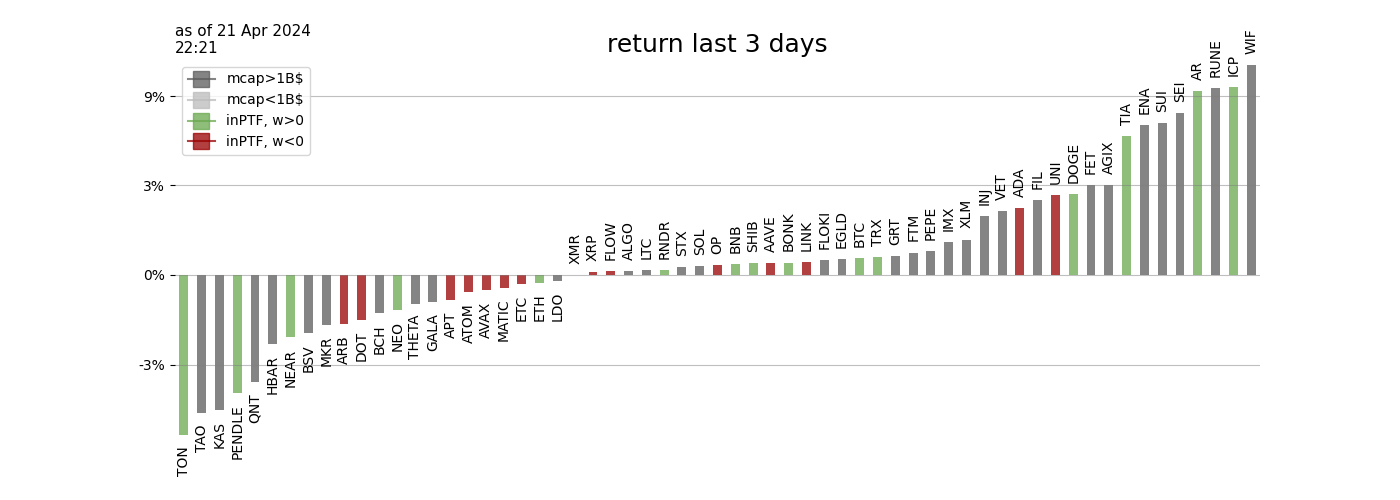 as of 21 Apr 2024
22:21
return last 3 days
mcap>1B$
mcap<1B$
inPTF, w>0
inPTF, w<0
9%
3%
0%
-3%
TON
TAO
KAS
PENDLE
QNT
HBAR
NEAR
BSV
MKR
ARB
DOT
BCH
NEO
THETA
GALA
APT
ATOM
AVAX
MATIC
ETC
ETH
LDO
XMR
XRP
FLOW
ALGO
LTC
RNDR
STX
SOL
OP
BNB
SHIB
AAVE
BONK
LINK
FLOKI
EGLD
BTC
TRX
GRT
FTM
PEPE
IMX
XLM
INJ
VET
ADA
FIL
UNI
DOGE
FET
AGIX
TIA
ENA
SUI
SEI
AR
RUNE
ICP
WIF